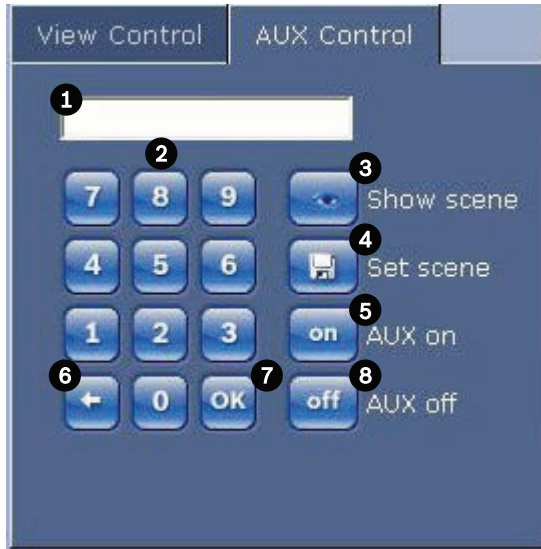 View Control AUX Control
1
2
3
7 8 9 Show scene
4
4 5 6 Set scene
5
1 2 3 on AUX on
6 7 8
0 OK off AUX off